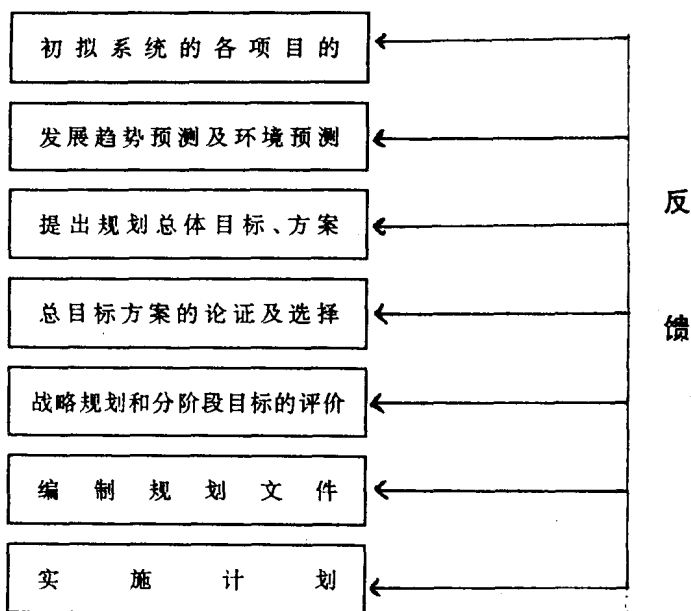 初拟系统的各项目的
发展趋势预测及环境预测
提出规划总体目标、方案
总目标方案的论证及选择
战略规划和分阶段目标的评价
编制规划文件
实施计划
反
馈